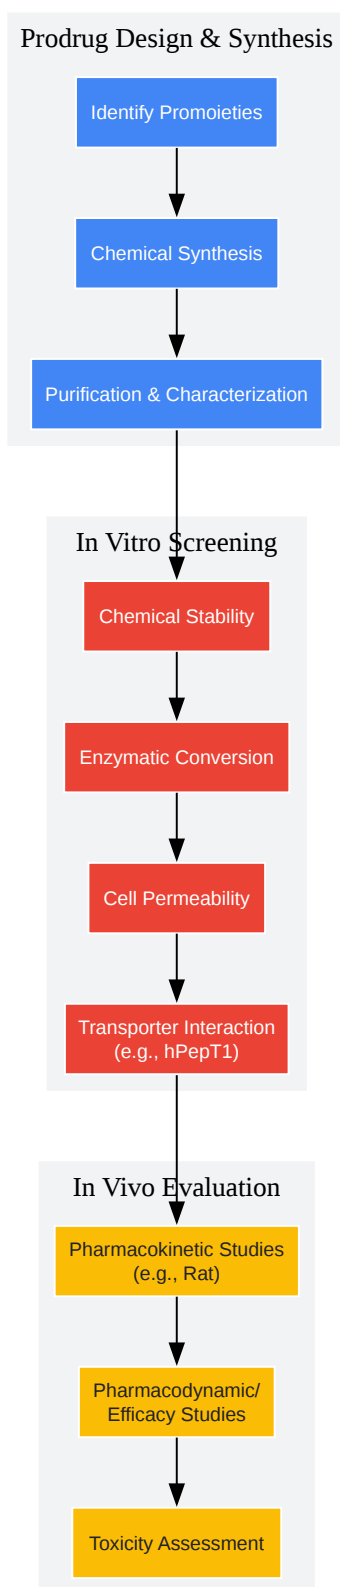 Prodrug Design & Synthesis
Identify Promoieties
Chemical Synthesis
Purification & Characterization
In Vitro Screening
Chemical Stability
Enzymatic Conversion
Cell Permeability
Transporter Interaction
(e.g., hPepT1)
In Vivo Evaluation
Pharmacokinetic Studies
(e.g., Rat)
Pharmacodynamic/
Efficacy Studies
Toxicity Assessment